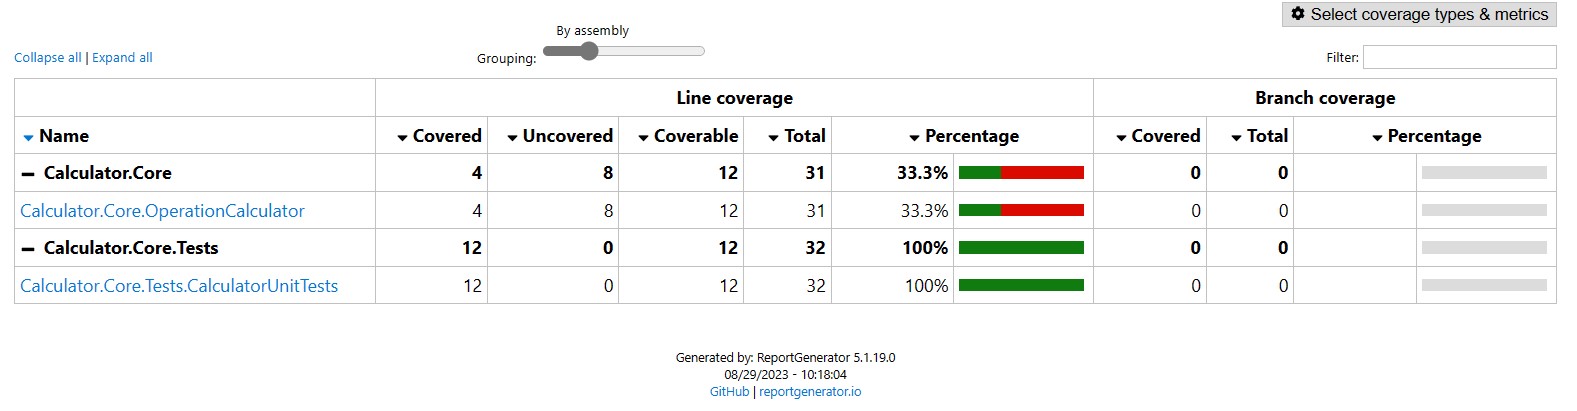 Select coverage types & metrics
By assembly
Collapse all | Expand all
Grouping:
Filter:
Line coverage Branch coverage
Name Covered Uncovered Coverable Total Percentage Covered Total Percentage
Calculator.Core 4 8 12 31 33.3% 0 0
Calculator.Core.OperationCalculator 4 8 12 31 33.3% 0 0
Calculator.Core.Tests 12 0 12 32 100% 0 0
Calculator.Core.Tests.CalculatorUnitTests 12 0 12 32 100% 0 0
Generated by: ReportGenerator 5.1.19.0
08/29/2023 - 10:18:04
GitHub | reportgenerator.io